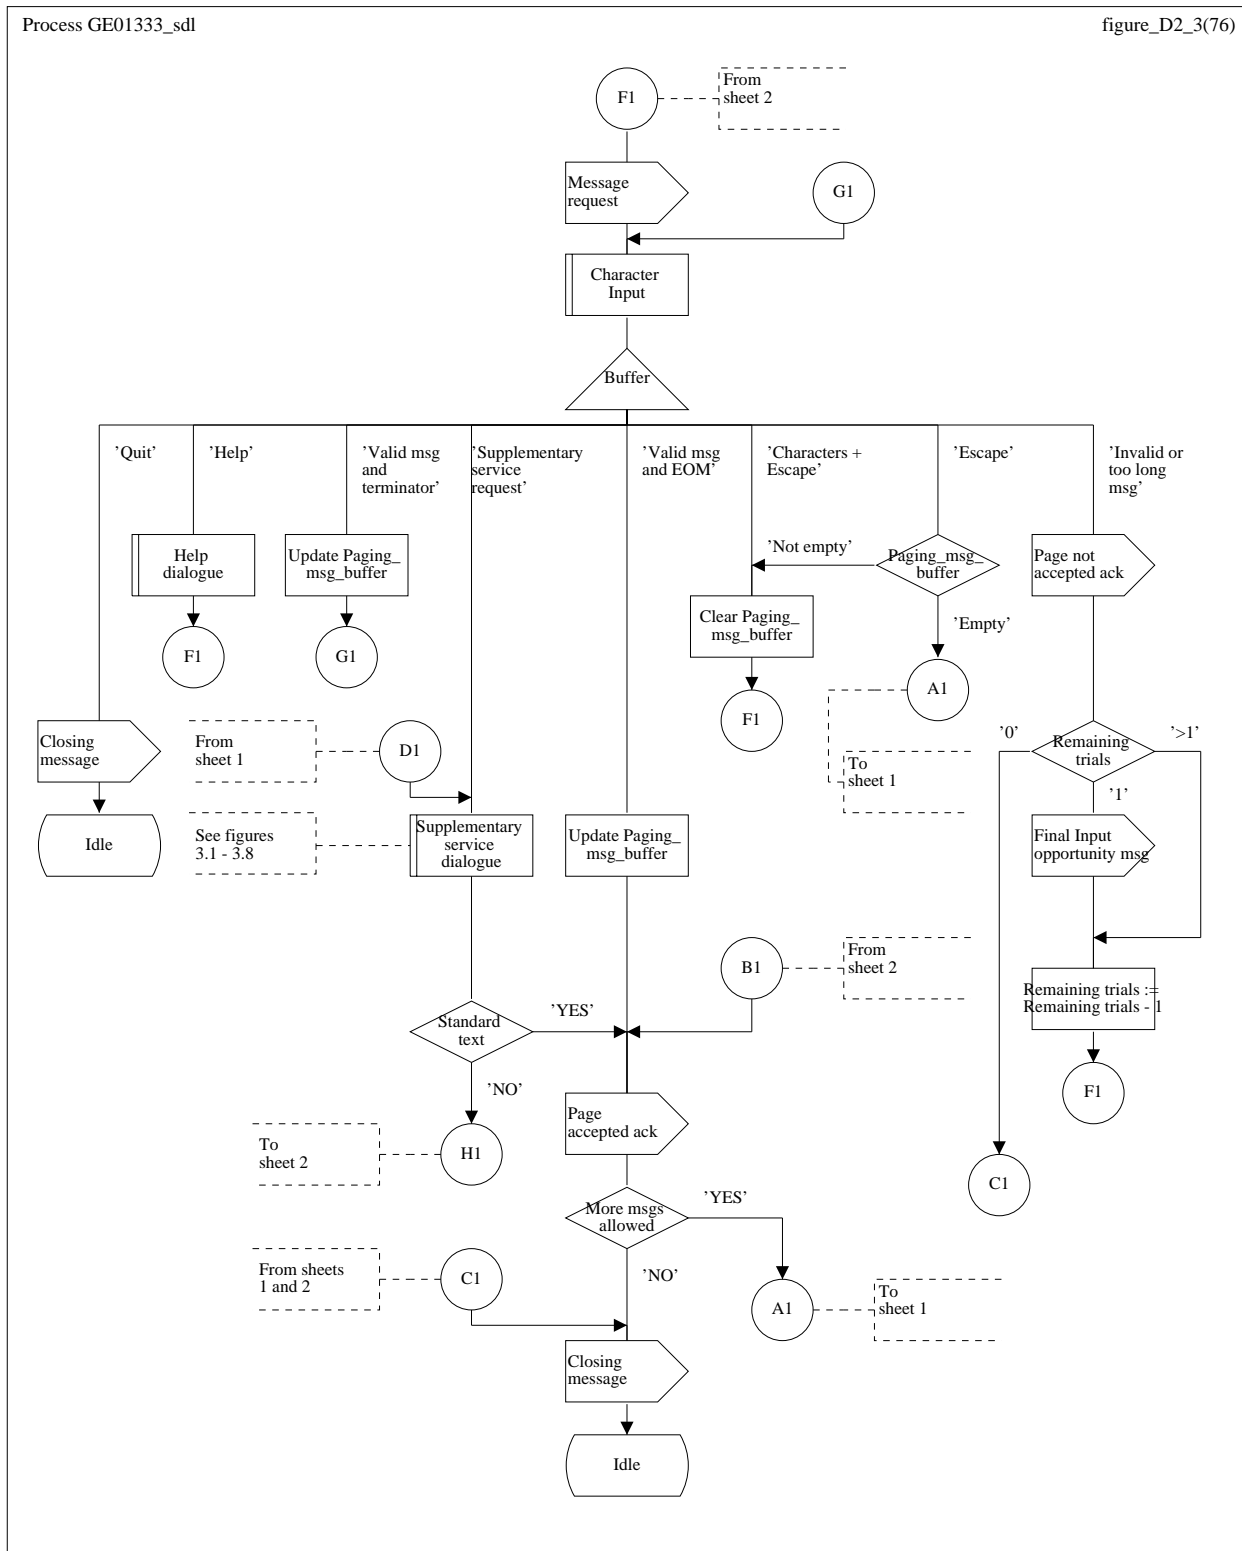 Process GE01333_sdl
figure_D2_3(76)
F1
From
sheet 2
Message
request
G1
Character
Input
Buffer
’Quit’
’Help’
’Valid msg
and
terminator’
’Supplementary
service
request’
’Valid msg
and EOM’
’Characters +
Escape’
’Escape’
’Invalid or
too long
msg’
Help
dialogue
Update Paging_
msg_buffer
’Not empty’
Paging_msg_
buffer
Page not
accepted ack
Clear Paging_
msg_buffer
’Empty’
F1
G1
A1
F1
Closing
message
From
sheet 1
D1
To
sheet 1
’0’
Remaining
trials
’>1’
’1’
Idle
See figures
3.1 - 3.8
Supplementary
service
dialogue
Update Paging_
msg_buffer
Final Input
opportunity msg
B1
From
sheet 2
Remaining trials :=
Remaining trials - 1
Standard
text
’YES’
’NO’
F1
Page
accepted ack
To
sheet 2
H1
C1
More msgs
allowed
’YES’
’NO’
From sheets
1 and 2
C1
A1
To
sheet 1
Closing
message
Idle